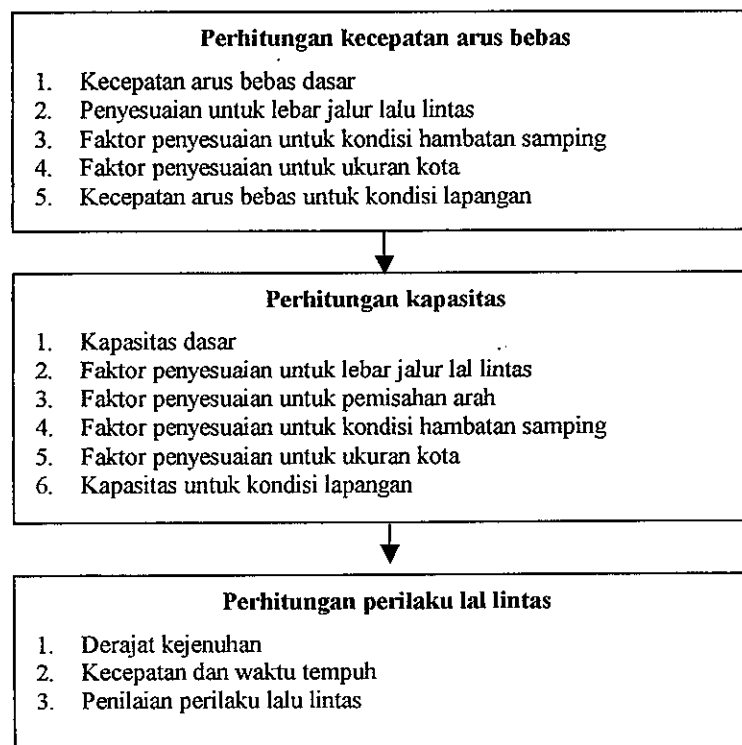 Perhitungan kecepatan arus bebas
1. Kecepatan arus bebas dasar
2. Penyesuaian untuk lebar jalur lalu lintas
3. Faktor penyesuaian untuk kondisi hambatan samping
4. Faktor penyesuaian untuk ukuran kota
5. Kecepatan arus bebas untuk kondisi lapangan
Perhitungan kapasitas
1. Kapasitas dasar
2. Faktor penyesuaian untuk lebar jalur lal lintas
3. Faktor penyesuaian untuk pemisahan arah
4. Faktor penyesuaian untuk kondisi hambatan samping
5. Faktor penyesuaian untuk ukuran kota
6. Kapasitas untuk kondisi lapangan
Perhitungan perilaku lal lintas
1. Derajat kejenuhan
2. Kecepatan dan waktu tempuh
3. Penilaian perilaku lalu lintas